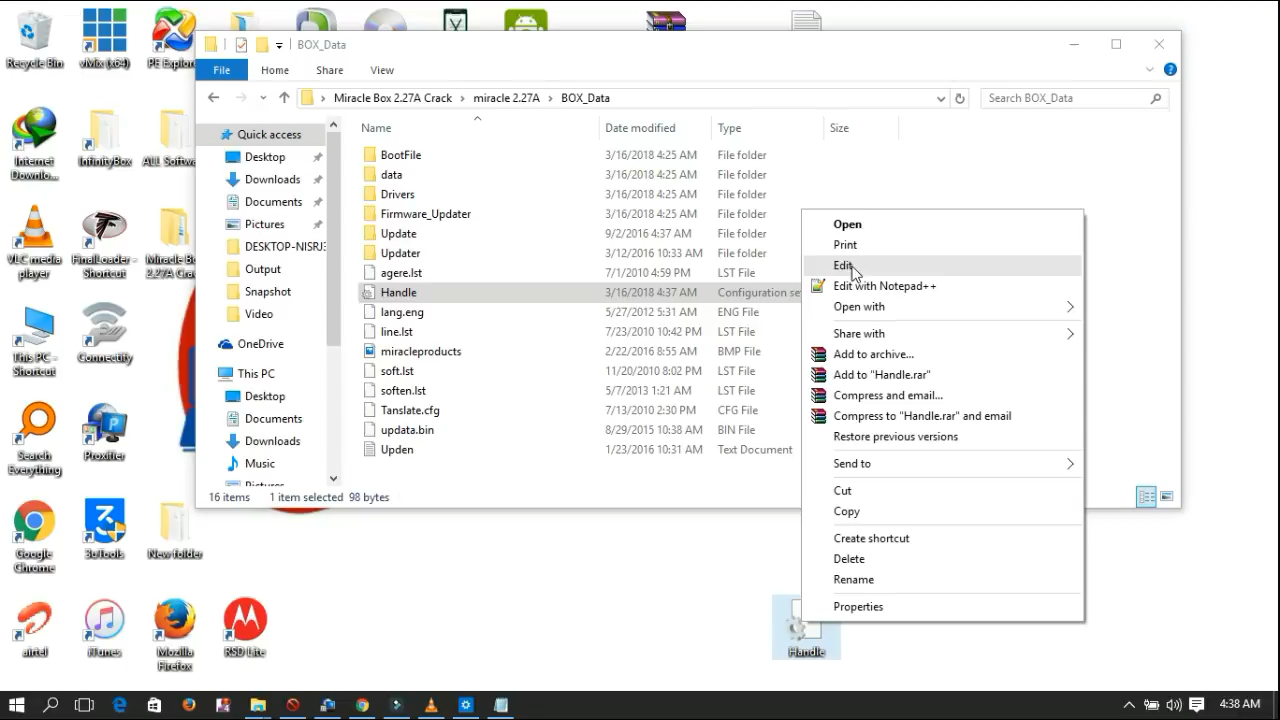 BOX_Data
File
Home
Share
View
Miracle Box 2.27A Crack
miracle 2.27A
BOX_Data
Search BOX_Data
Name
Date modified
Type
Size
Quick access
Desktop
Downloads
Documents
Pictures
DESKTOP-NISRJ3
Output
Snapshot
Video
OneDrive
This PC
Desktop
Documents
Downloads
Music
Pictures
BootFile 3/16/2018 4:25 AM File folder
data 3/16/2018 4:25 AM File folder
Drivers 3/16/2018 4:25 AM File folder
Firmware_Updater 3/16/2018 4:25 AM File folder
Update 9/2/2016 4:37 AM File folder
Updater 3/12/2016 10:33 AM File folder
agere.lst 7/1/2010 4:59 PM LST File
Handle 3/16/2018 4:37 AM Configuration se
lang.eng 5/27/2012 5:31 AM ENG File
line.lst 7/23/2010 10:42 PM LST File
miracleproducts 2/22/2016 8:55 AM BMP File
soft.lst 11/20/2010 8:02 PM LST File
soften.lst 5/7/2013 1:21 AM LST File
Tanslate.cfg 7/13/2010 2:30 PM CFG File
updata.bin 8/29/2015 10:38 AM BIN File
Upden 1/23/2016 10:31 AM Text Document
16 items 1 item selected 98 bytes
Open
Print
Edit
Edit with Notepad++
Open with
Share with
Add to archive...
Add to "Handle.rar"
Compress and email...
Compress to "Handle.rar" and email
Restore previous versions
Send to
Cut
Copy
Create shortcut
Delete
Rename
Properties
Recycle Bin
vMix (x64)
PE Explor
Internet
Downlo...
InfinityBox
ALL Softw
VLC media
player
FinalLoader -
Shortcut
Miracle Bo
2.27A Crac
This PC -
Shortcut
Connectify
Search
Everything
Proxifier
Google
Chrome
3uTools
New folder
airtel
iTunes
Mozilla
Firefox
RSD Lite
Handle
4:38 AM